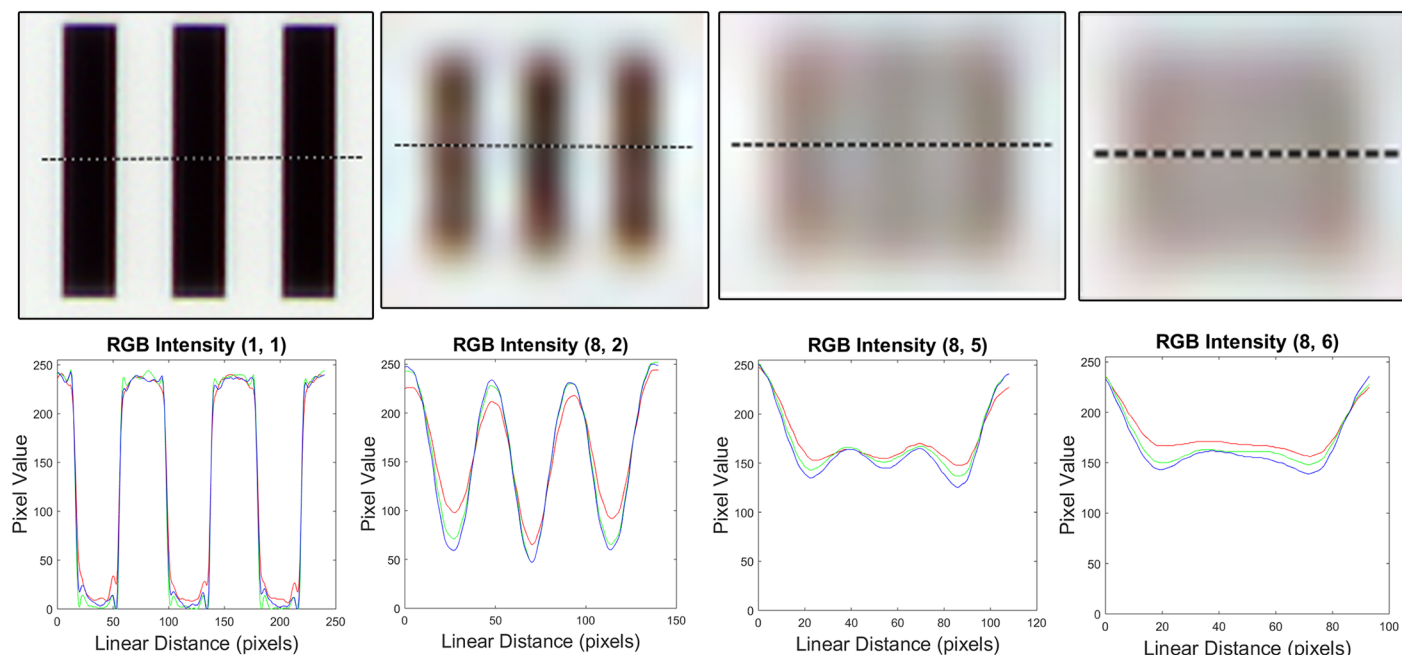 RGB Intensity (1, 1)
RGB Intensity (8, 2)
RGB Intensity (8, 5)
RGB Intensity (8, 6)
Pixel Value
250
200
150
100
50
0
0 50 100 150 200 250
Linear Distance (pixels)
Pixel Value
250
200
150
100
50
0
0 50 100 150
Linear Distance (pixels)
Pixel Value
250
200
150
100
50
0
0 20 40 60 80 100 120
Linear Distance (pixels)
Pixel Value
250
200
150
100
50
0
0 20 40 60 80 100
Linear Distance (pixels)